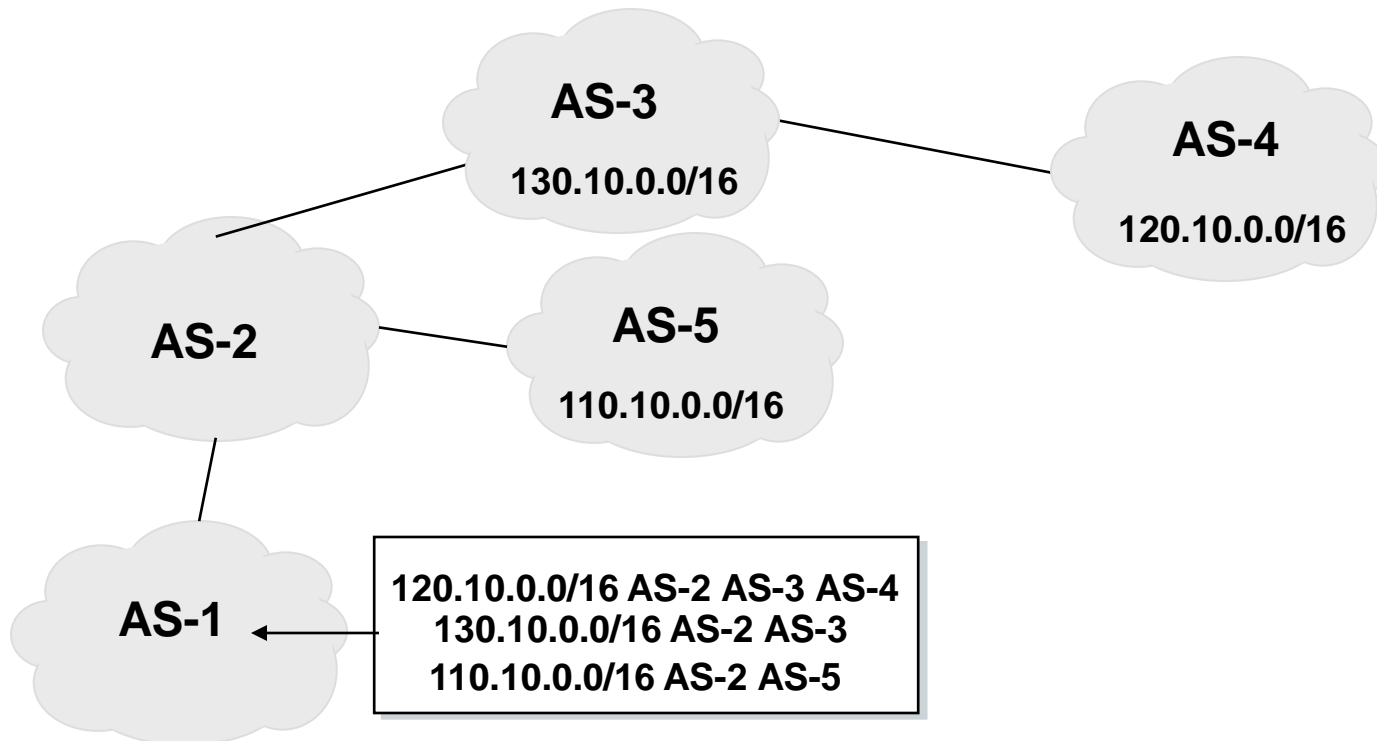 AS-3
130.10.0.0/16
AS-4
120.10.0.0/16
AS-2
AS-5
110.10.0.0/16
AS-1
120.10.0.0/16 AS-2 AS-3 AS-4
130.10.0.0/16 AS-2 AS-3
110.10.0.0/16 AS-2 AS-5